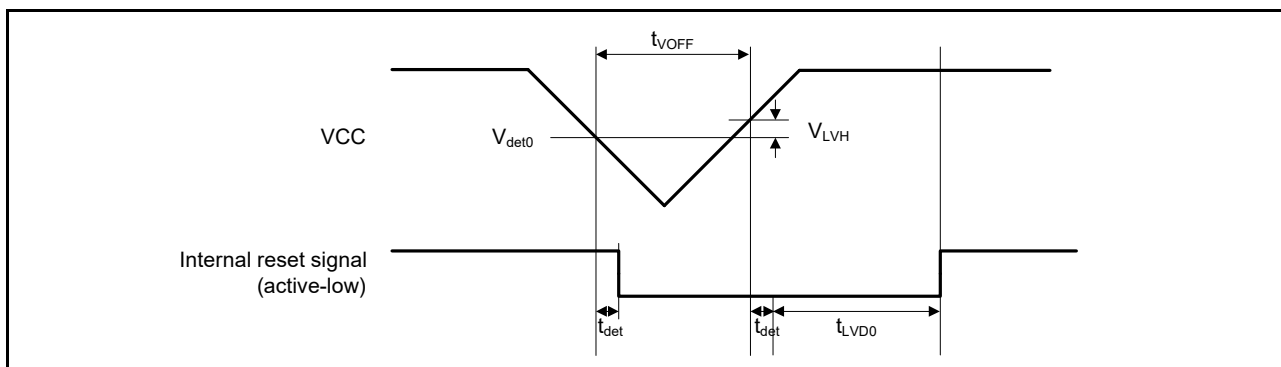 tVOFF
VCC
Vdet0
VLVH
Internal reset signal
(active-low)
tdet
tdet
tLVD0